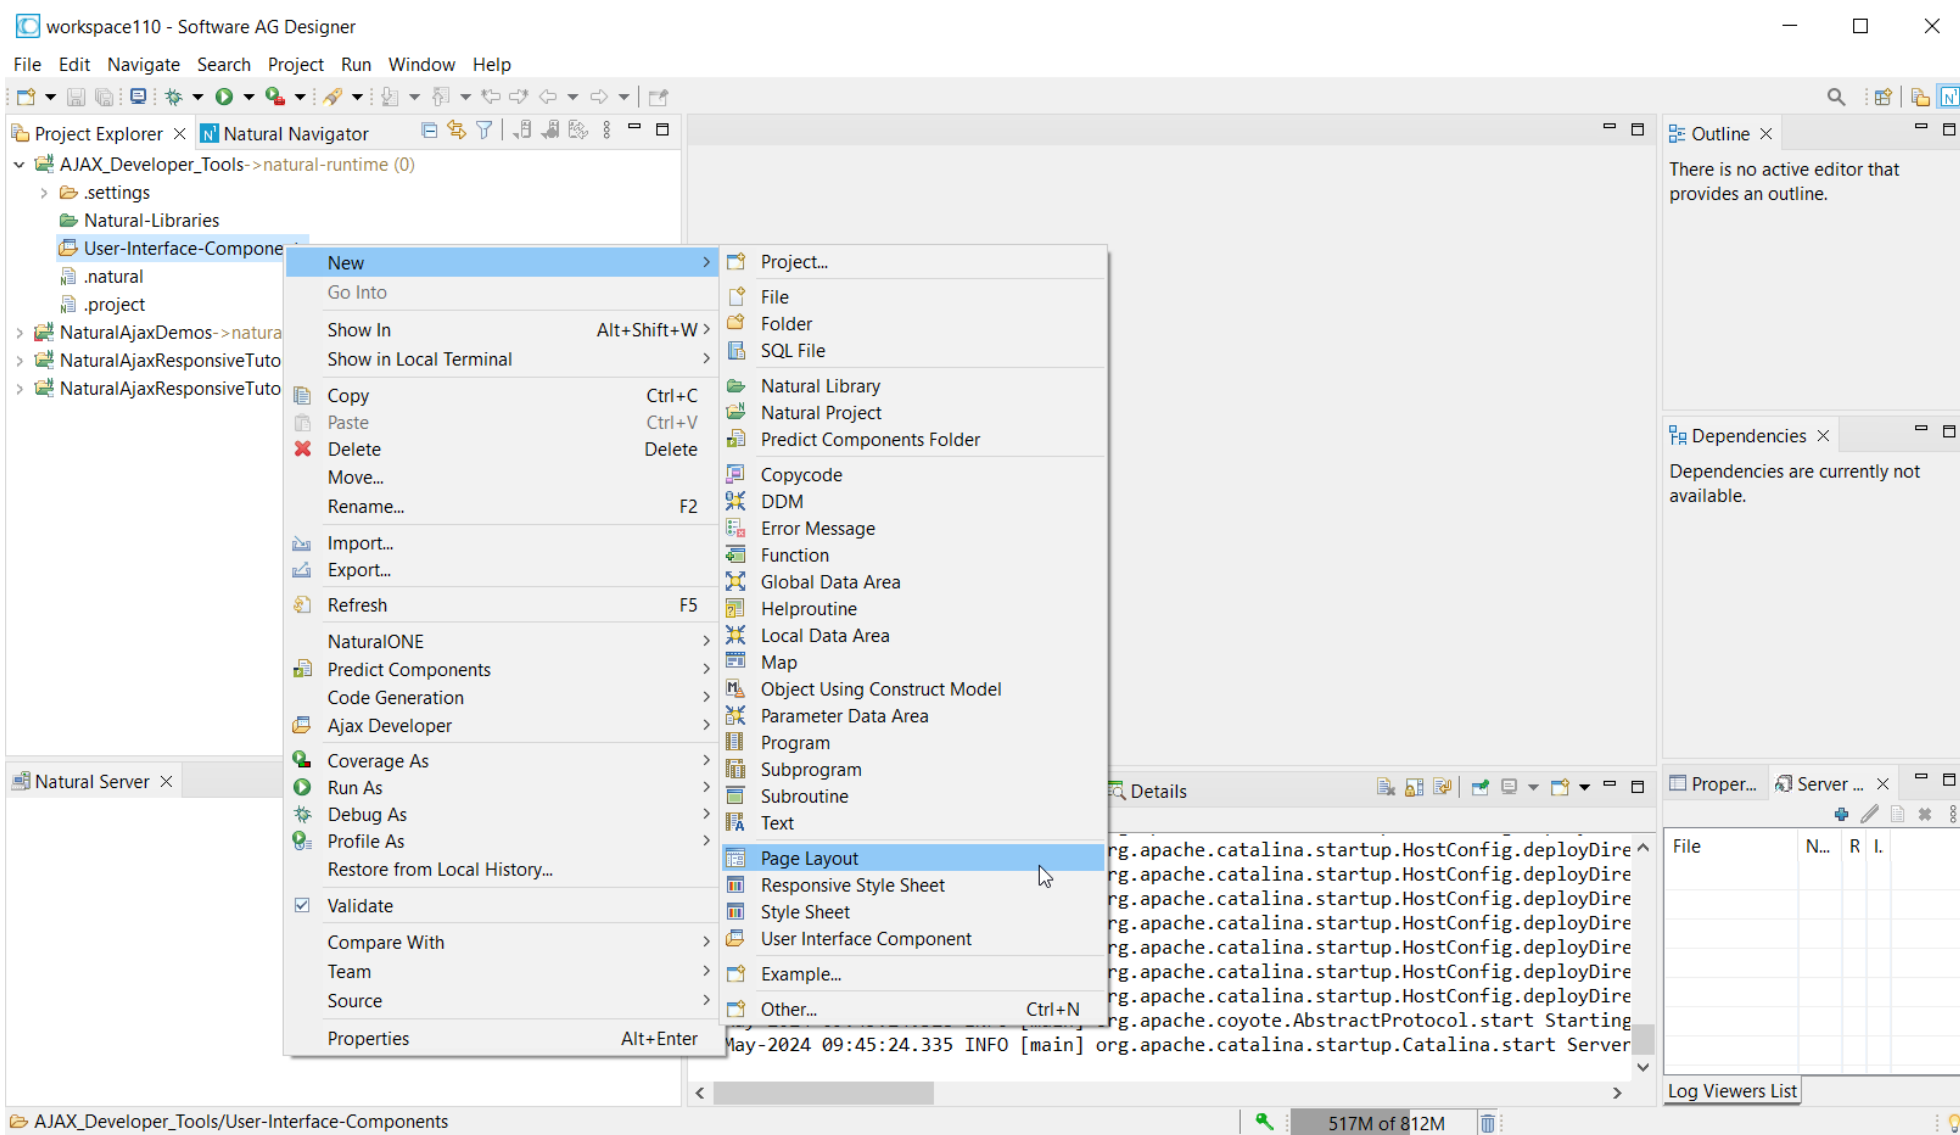 workspace110 - Software AG Designer
File Edit Navigate Search Project Run Window Help
Project Explorer
Natural Navigator
AJAX_Developer_Tools->natural-runtime (0)
.settings
Natural-Libraries
User-Interface-Compone
.natural
.project
NaturalAjaxDemos->natura
NaturalAjaxResponsiveTuto
NaturalAjaxResponsiveTuto
New
Go Into
Show In Alt+Shift+W
Show in Local Terminal
Copy Ctrl+C
Paste Ctrl+V
Delete Delete
Move...
Rename... F2
Import...
Export...
Refresh F5
NaturalONE
Predict Components
Code Generation
Ajax Developer
Coverage As
Run As
Debug As
Profile As
Restore from Local History...
Validate
Compare With
Team
Source
Properties Alt+Enter
Project...
File
Folder
SQL File
Natural Library
Natural Project
Predict Components Folder
Copycode
DDM
Error Message
Function
Global Data Area
Helproutine
Local Data Area
Map
Object Using Construct Model
Parameter Data Area
Program
Subprogram
Subroutine
Text
Page Layout
Responsive Style Sheet
Style Sheet
User Interface Component
Example...
Other... Ctrl+N
Outline
There is no active editor that
provides an outline.
Dependencies
Dependencies are currently not
available.
Natural Server
Details
rg.apache.catalina.startup.HostConfig.deployDire
rg.apache.catalina.startup.HostConfig.deployDire
rg.apache.catalina.startup.HostConfig.deployDire
rg.apache.catalina.startup.HostConfig.deployDire
rg.apache.catalina.startup.HostConfig.deployDire
rg.apache.catalina.startup.HostConfig.deployDire
rg.apache.catalina.startup.HostConfig.deployDire
rg.apache.coyote.AbstractProtocol.start Starting
May-2024 09:45:24.335 INFO [main] org.apache.catalina.startup.Catalina.start Server
Proper...
Server ...
File N... R I.
Log Viewers List
AJAX_Developer_Tools/User-Interface-Components
517M of 812M